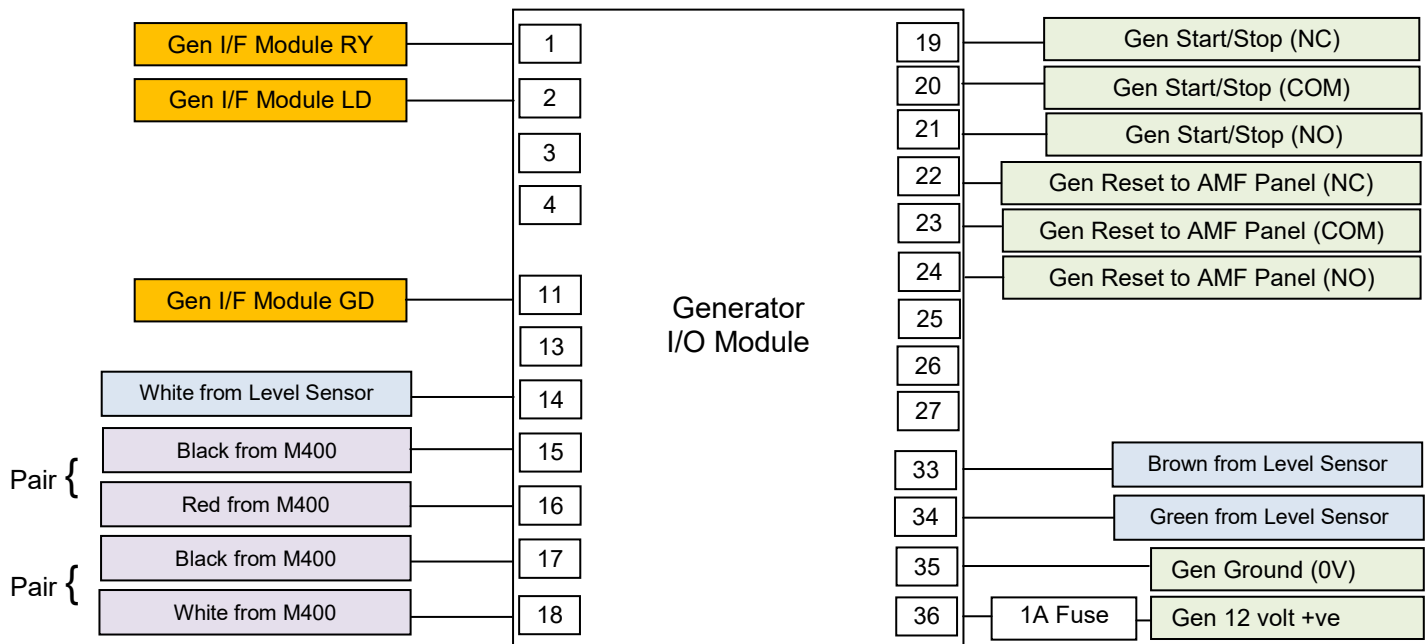 Gen I/F Module RY
1
Gen I/F Module LD
2
3
4
Gen I/F Module GD
11
13
White from Level Sensor
14
Pair {
Black from M400
15
Red from M400
16
Pair {
Black from M400
17
White from M400
18
Generator
I/O Module
19
Gen Start/Stop (NC)
20
Gen Start/Stop (COM)
21
Gen Start/Stop (NO)
22
Gen Reset to AMF Panel (NC)
23
Gen Reset to AMF Panel (COM)
24
Gen Reset to AMF Panel (NO)
25
26
27
33
Brown from Level Sensor
34
Green from Level Sensor
35
Gen Ground (0V)
36
1A Fuse
Gen 12 volt +ve